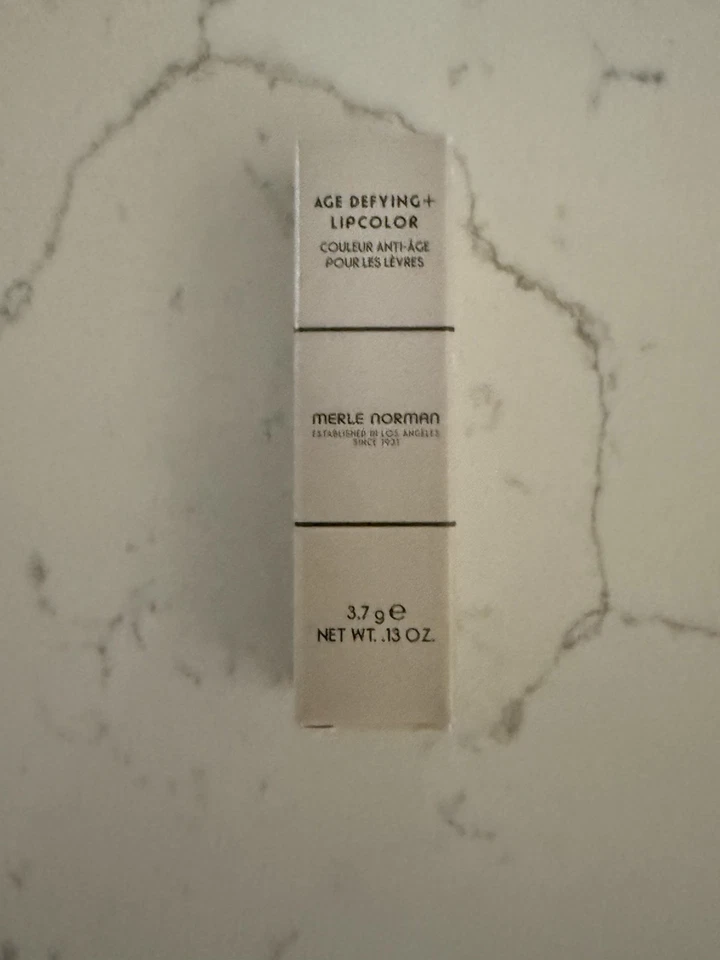 AGE DEFYING+
LIPCOLOR
COULEUR ANTI-ÂGE
POUR LES LÈVRES
MERLE NORMAN
ESTABLISHED IN LOS ANGELES
SINCE 1931
3.7 g ℮
NET WT. .13 OZ.